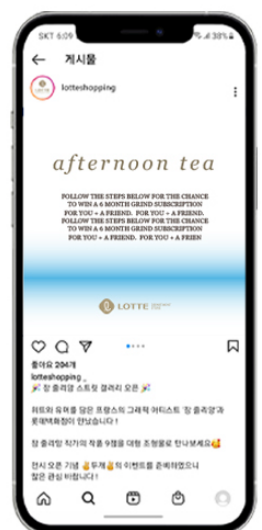 SKT 6:09
38%
게시물
lotteshopping
afternoon tea
FOLLOW THE STEPS BELOW FOR THE CHANCE
TO WIN A 6 MONTH GRIND SUBSCRIPTION
FOR YOU + A FRIEND. FOR YOU + A FRIEND.
FOLLOW THE STEPS BELOW FOR THE CHANCE
TO WIN A 6 MONTH GRIND SUBSCRIPTION
FOR YOU + A FRIEND. FOR YOU + A FRIEN
LOTTE
좋아요 204개
lotteshopping
🎉 장 줄리앙 스트릿 갤러리 오픈 🎉
위트와 유머를 담은 프랑스의 그래픽 아티스트 '장 줄리앙'과
롯데백화점이 만났습니다!
장 줄리앙 작가의 작품 9점을 대형 조형물로 만나보세요🥰
전시 오픈 기념 ✌두개✌의 이벤트를 준비하였으니
많은 관심 바랍니다!